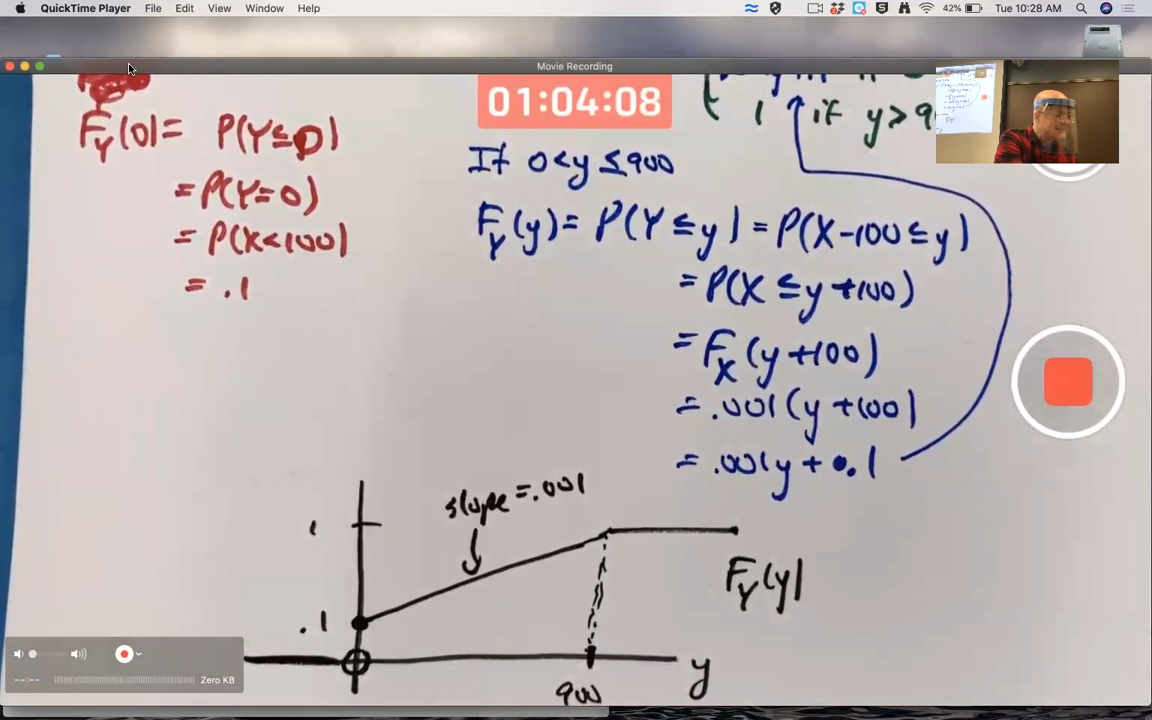 QuickTime Player File Edit View Window Help 42% Tue 10:28 AM
Movie Recording
01:04:08
1 if y > 9
F_Y(0) = P(Y ≤ 0)
= P(Y = 0)
= P(X < 100)
= .1
If 0 < y ≤ 900
F_Y(y) = P(Y ≤ y) = P(X - 100 ≤ y)
= P(X ≤ y + 100)
= F_X(y + 100)
= .001(y + 100)
= .001y + .1
slope = .001
1
.1
F_Y(y)
900
y
--:-- Zero KB